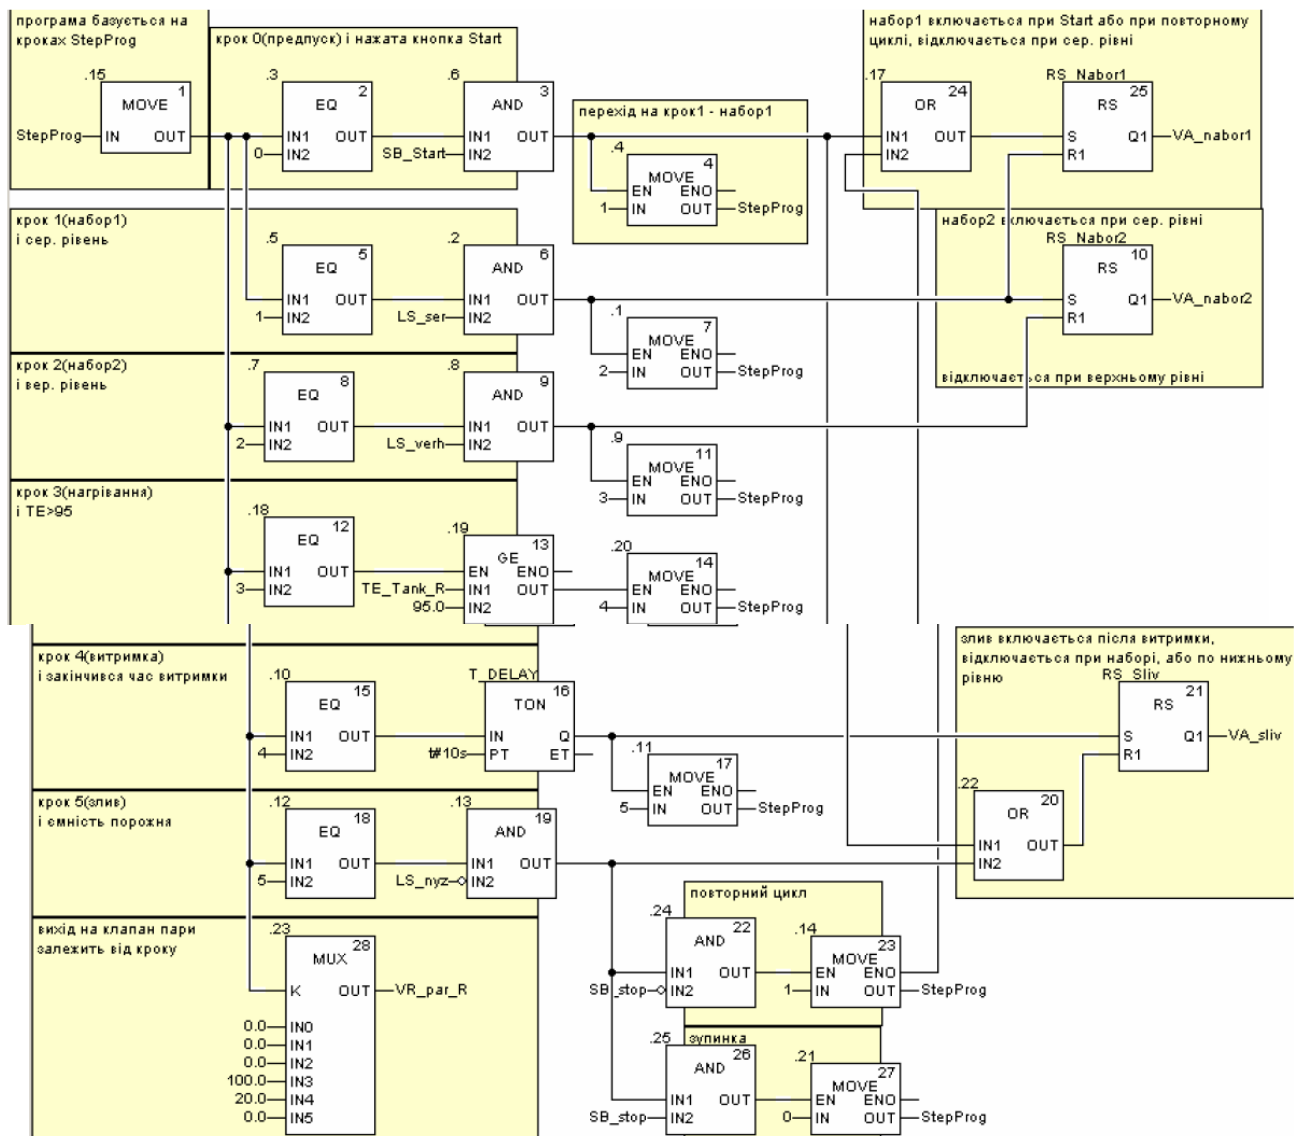 програма базується на
кроках StepProg
крок 0(предпуск) і нажата кнопка Start
набор1 включається при Start або при повторному
циклі, відключається при сер. рівні
.15
1
MOVE
StepProg
IN OUT
.3
2
EQ
IN1 OUT
0
IN2
.6
3
AND
IN1 OUT
SB_Start
IN2
перехід на крок1 - набор1
.4
4
MOVE
EN ENO
1
IN OUT
StepProg
.17
24
OR
IN1 OUT
IN2
RS_Nabor1
25
RS
S Q1
R1
VA_nabor1
крок 1(набор1)
і сер. рівень
.5
5
EQ
IN1 OUT
1
IN2
.2
6
AND
IN1 OUT
LS_ser
IN2
.1
7
MOVE
EN ENO
2
IN OUT
StepProg
набор2 включається при сер. рівні
RS_Nabor2
10
RS
S Q1
R1
VA_nabor2
відключається при верхньому рівні
крок 2(набор2)
і вер. рівень
.7
8
EQ
IN1 OUT
2
IN2
.8
9
AND
IN1 OUT
LS_verh
IN2
.9
11
MOVE
EN ENO
3
IN OUT
StepProg
крок 3(нагрівання)
і TE>95
.18
12
EQ
IN1 OUT
3
IN2
.19
13
GE
EN ENO
TE_Tank_R
IN1 OUT
95.0
IN2
.20
14
MOVE
EN ENO
4
IN OUT
StepProg
крок 4(витримка)
і закінчився час витримки
.10
15
EQ
IN1 OUT
4
IN2
T_DELAY
16
TON
IN Q
t#10s
PT ET
.11
17
MOVE
EN ENO
5
IN OUT
StepProg
злив включається після витримки,
відключається при наборі, або по нижньому
рівню
RS_Sliv
21
RS
S Q1
R1
VA_sliv
.22
20
OR
IN1 OUT
IN2
крок 5(злив)
і ємність порожна
.12
18
EQ
IN1 OUT
5
IN2
.13
19
AND
IN1 OUT
LS_nyz
IN2
повторний цикл
.24
22
AND
IN1 OUT
SB_stop
IN2
.14
23
MOVE
EN ENO
1
IN OUT
StepProg
вихід на клапан пари
залежить від кроку
.23
28
MUX
K OUT
VR_par_R
0.0
IN0
0.0
IN1
0.0
IN2
100.0
IN3
20.0
IN4
0.0
IN5
зупинка
.25
26
AND
IN1 OUT
SB_stop
IN2
.21
27
MOVE
EN ENO
0
IN OUT
StepProg